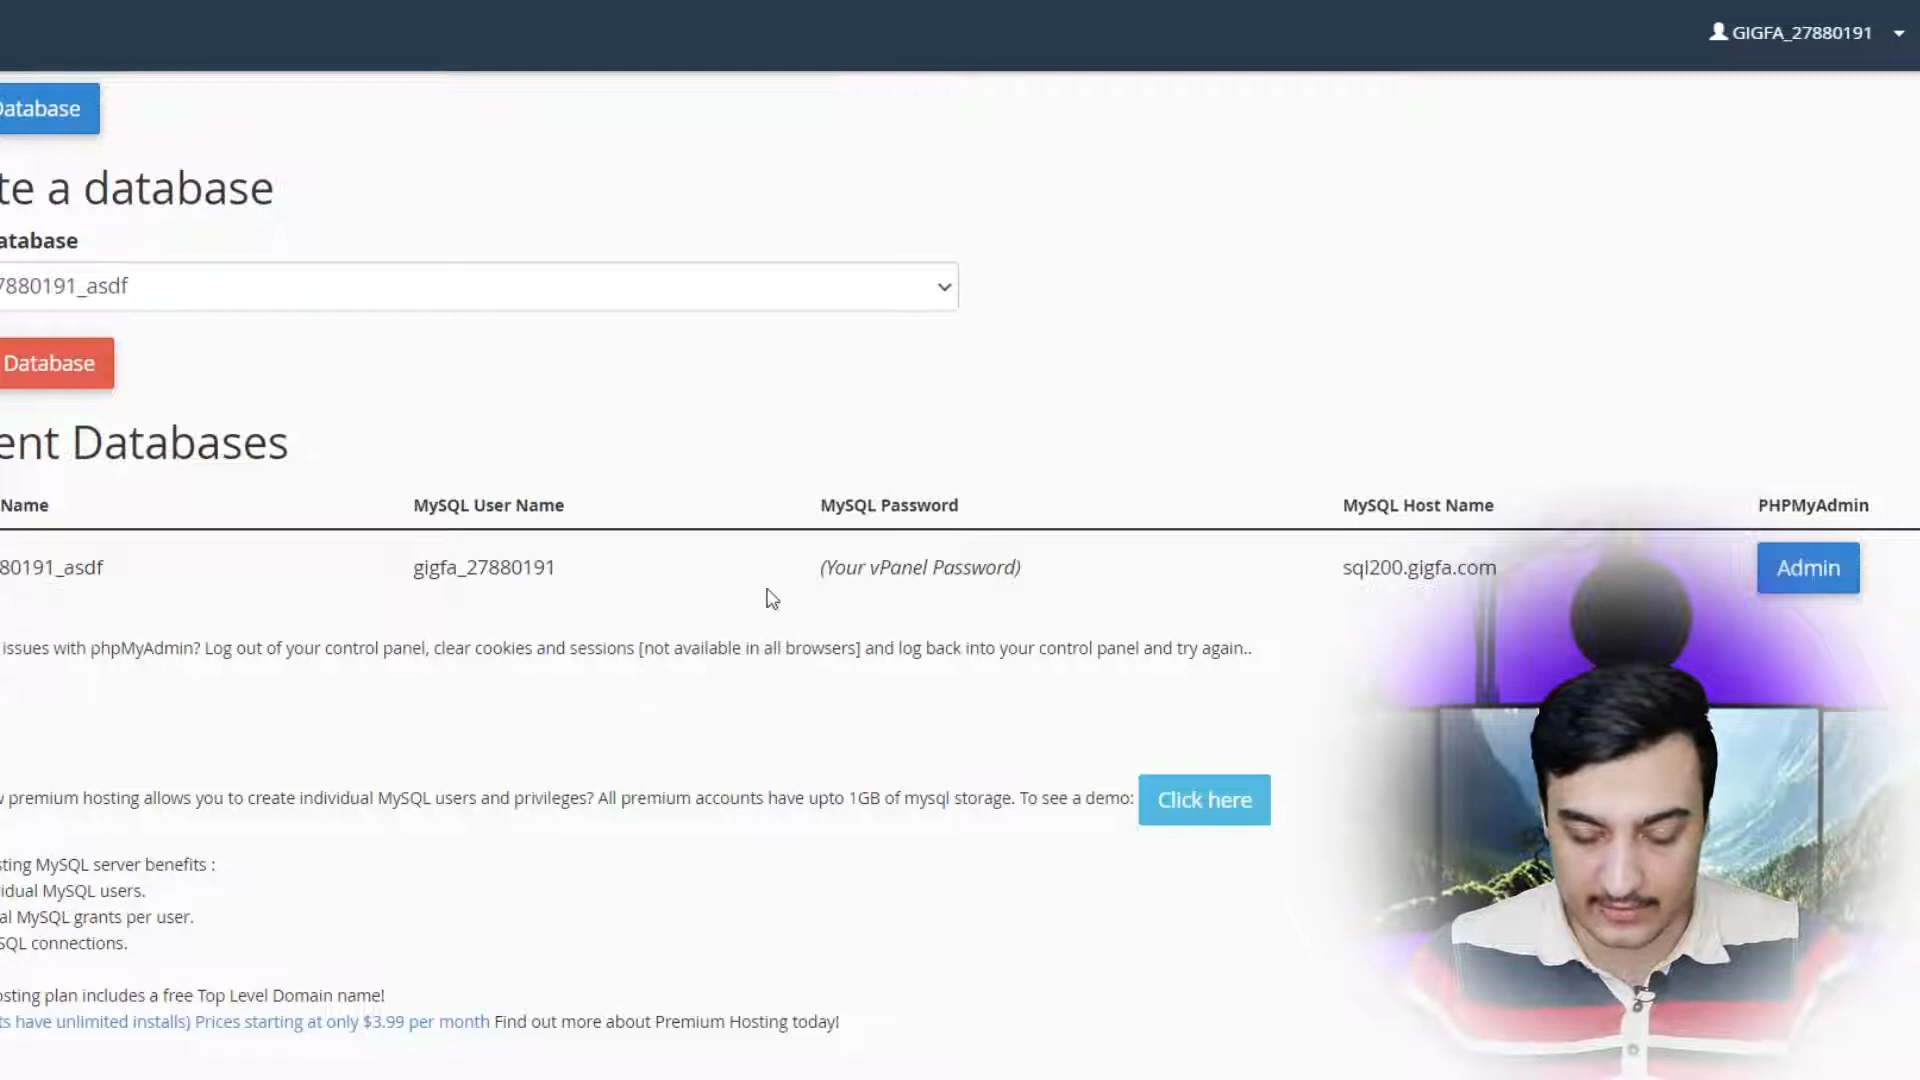 GIGFA_27880191
Database
te a database
atabase
7880191_asdf
Database
ent Databases
Name MySQL User Name MySQL Password MySQL Host Name PHPMyAdmin
80191_asdf gigfa_27880191 (Your vPanel Password) sql200.gigfa.com Admin
issues with phpMyAdmin? Log out of your control panel, clear cookies and sessions [not available in all browsers] and log back into your control panel and try again..
w premium hosting allows you to create individual MySQL users and privileges? All premium accounts have upto 1GB of mysql storage. To see a demo: Click here
sting MySQL server benefits :
idual MySQL users.
al MySQL grants per user.
SQL connections.
osting plan includes a free Top Level Domain name!
ts have unlimited installs) Prices starting at only $3.99 per month Find out more about Premium Hosting today!